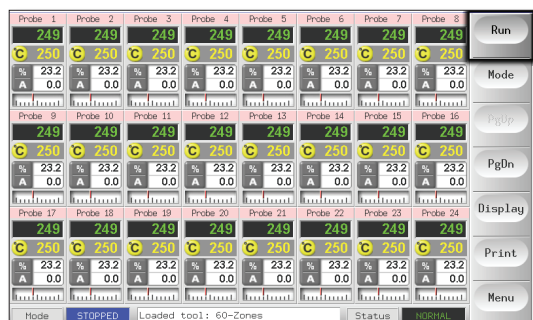 Probe 1 Probe 2 Probe 3 Probe 4 Probe 5 Probe 6 Probe 7 Probe 8 Run
249 249 249 249 249 249 249 249
°C 250 °C 250 °C 250 °C 250 °C 250 °C 250 °C 250 °C 250
% 23.2 % 23.2 % 23.2 % 23.2 % 23.2 % 23.2 % 23.2 % 23.2 Mode
A 0.0 A 0.0 A 0.0 A 0.0 A 0.0 A 0.0 A 0.0 A 0.0
Probe 9 Probe 10 Probe 11 Probe 12 Probe 13 Probe 14 Probe 15 Probe 16 PgUp
249 249 249 249 249 249 249 249
°C 250 °C 250 °C 250 °C 250 °C 250 °C 250 °C 250 °C 250 PgDn
% 23.2 % 23.2 % 23.2 % 23.2 % 23.2 % 23.2 % 23.2 % 23.2
A 0.0 A 0.0 A 0.0 A 0.0 A 0.0 A 0.0 A 0.0 A 0.0
Probe 17 Probe 18 Probe 19 Probe 20 Probe 21 Probe 22 Probe 23 Probe 24 Display
249 249 249 249 249 249 249 249
°C 250 °C 250 °C 250 °C 250 °C 250 °C 250 °C 250 °C 250 Print
% 23.2 % 23.2 % 23.2 % 23.2 % 23.2 % 23.2 % 23.2 % 23.2
A 0.0 A 0.0 A 0.0 A 0.0 A 0.0 A 0.0 A 0.0 A 0.0 Menu
Mode STOPPED Loaded tool: 60-Zones Status NORMAL